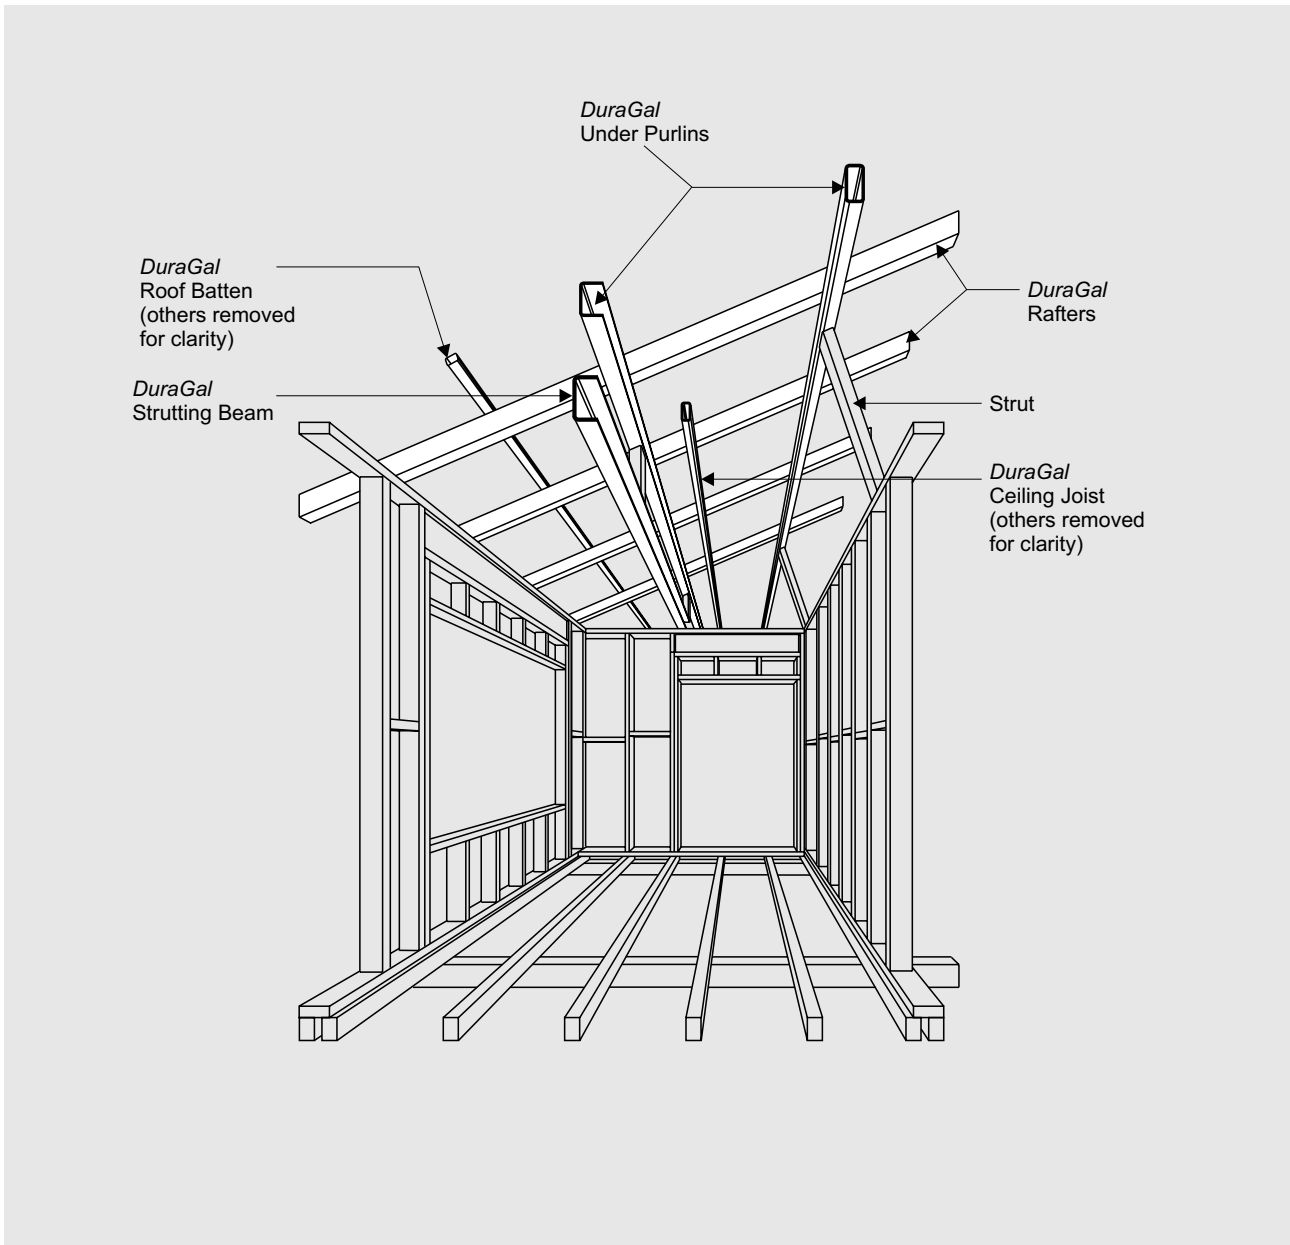 DuraGal
Under Purlins
DuraGal
Roof Batten
(others removed
for clarity)
DuraGal
Rafters
DuraGal
Strutting Beam
Strut
DuraGal
Ceiling Joist
(others removed
for clarity)